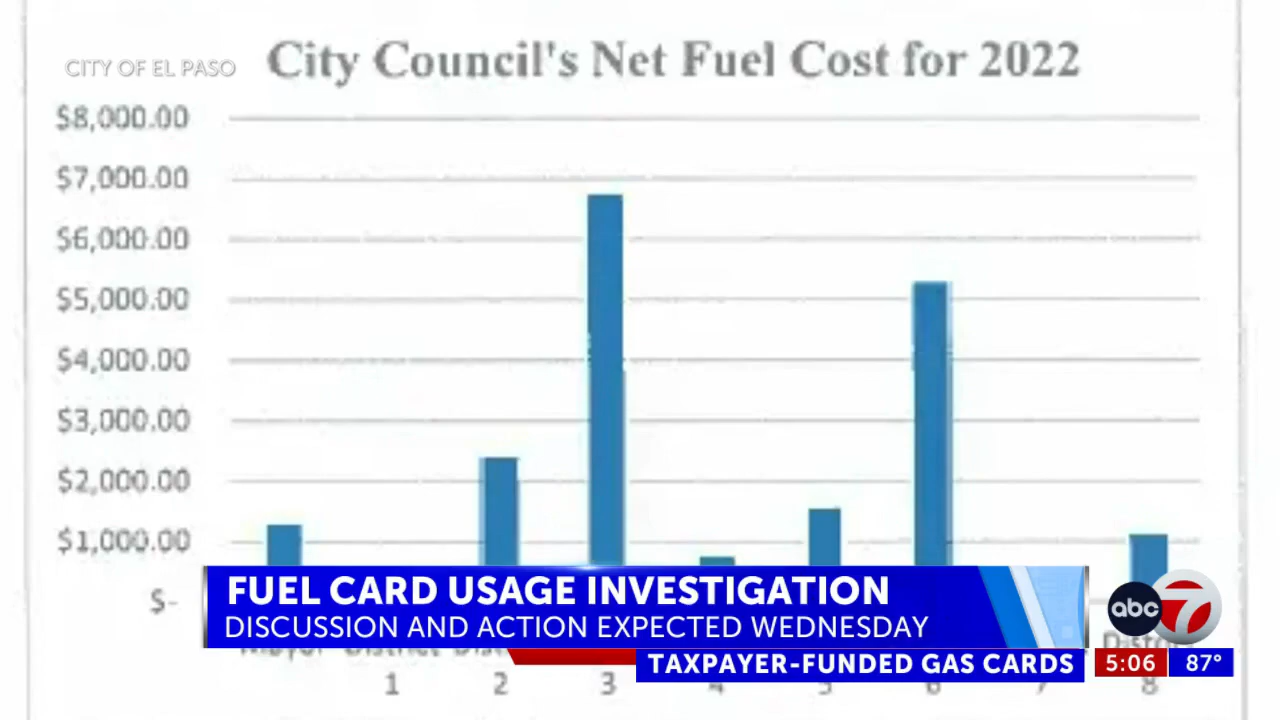 CITY OF EL PASO
City Council's Net Fuel Cost for 2022
$8,000.00
$7,000.00
$6,000.00
$5,000.00
$4,000.00
$3,000.00
$2,000.00
$1,000.00
$-
FUEL CARD USAGE INVESTIGATION
DISCUSSION AND ACTION EXPECTED WEDNESDAY
TAXPAYER-FUNDED GAS CARDS
abc 7
5:06 87°
1 2 3 4 5 6 7 8